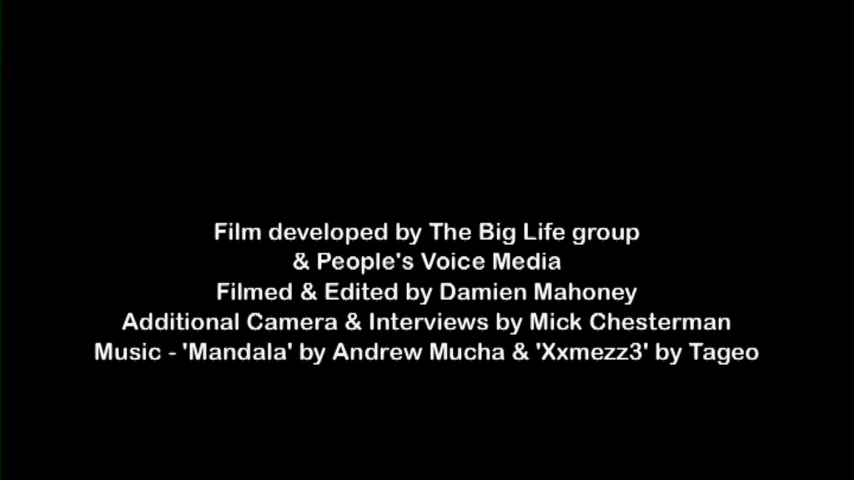 Film developed by The Big Life group
& People's Voice Media
Filmed & Edited by Damien Mahoney
Additional Camera & Interviews by Mick Chesterman
Music - 'Mandala' by Andrew Mucha & 'Xxmezz3' by Tageo